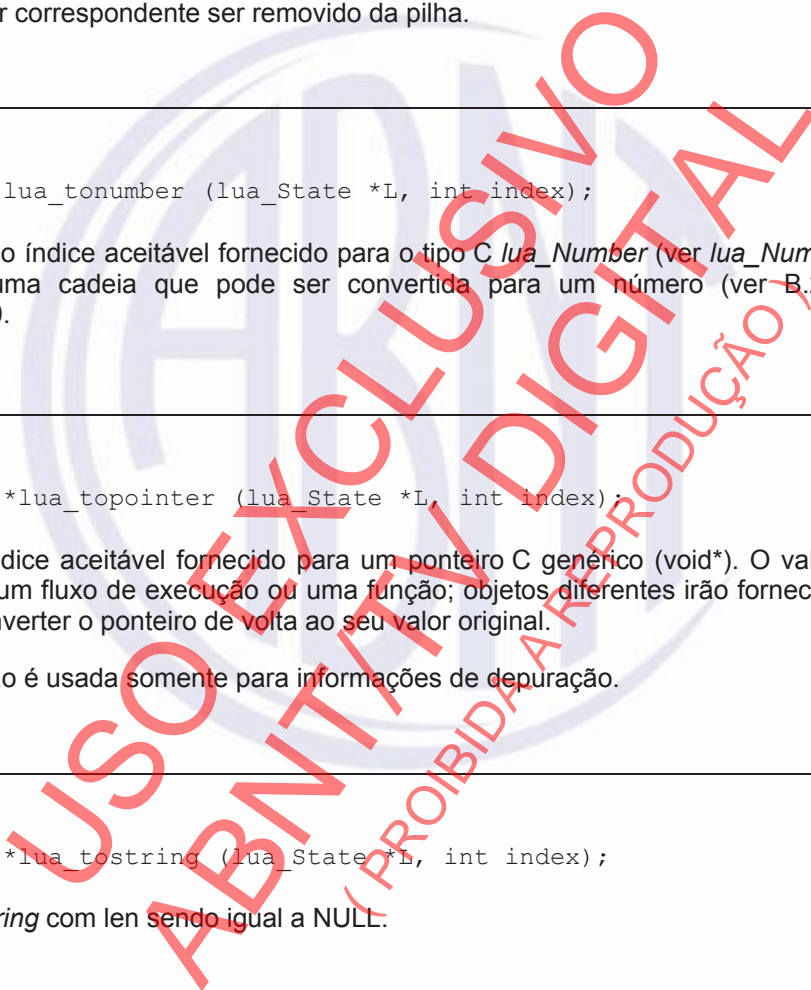 r correspondente ser removido da pilha.
lua_tonumber (lua_State *L, int index);
o índice aceitável fornecido para o tipo C lua_Number (ver lua_Num
uma cadeia que pode ser convertida para um número (ver B.
).
*lua_topointer (lua_State *L, int index);
dice aceitável fornecido para um ponteiro C genérico (void*). O val
um fluxo de execução ou uma função; objetos diferentes irão fornec
verter o ponteiro de volta ao seu valor original.
o é usada somente para informações de depuração.
*lua_tostring (lua_State *L, int index);
ring com len sendo igual a NULL.
USO EXCLUSIVO
ABNT/TV DIGITAL
( PROIBIDA A REPRODUÇÃO )